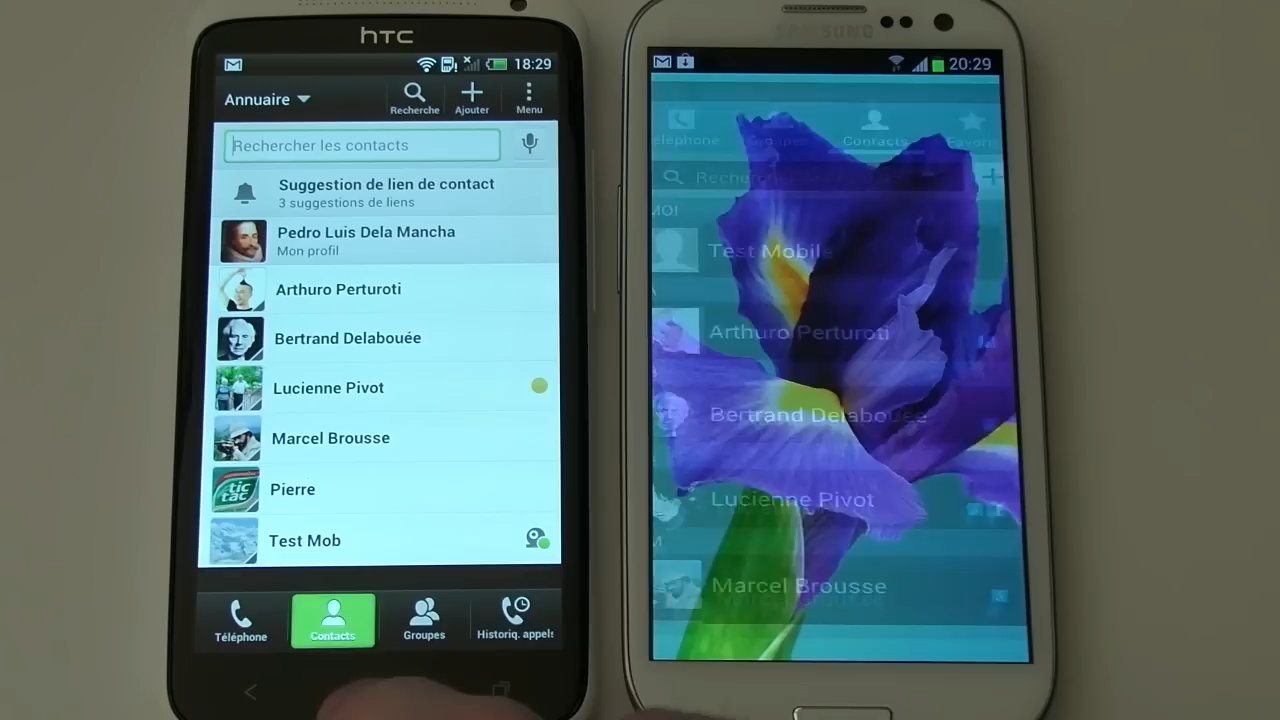 hTC
18:29
Annuaire
Recherche
Ajouter
Menu
Rechercher les contacts
Suggestion de lien de contact
3 suggestions de liens
Pedro Luis Dela Mancha
Mon profil
Arthuro Perturoti
Bertrand Delabouée
Lucienne Pivot
Marcel Brousse
tic tac
Pierre
Test Mob
Téléphone
Contacts
Groupes
Historiq. appels
SAMSUNG
20:29
éléphone
Contacts
Favoris
MOI
Test Mobile
Arthuro Perturoti
Bertrand Delabouée
Lucienne Pivot
M
Marcel Brousse